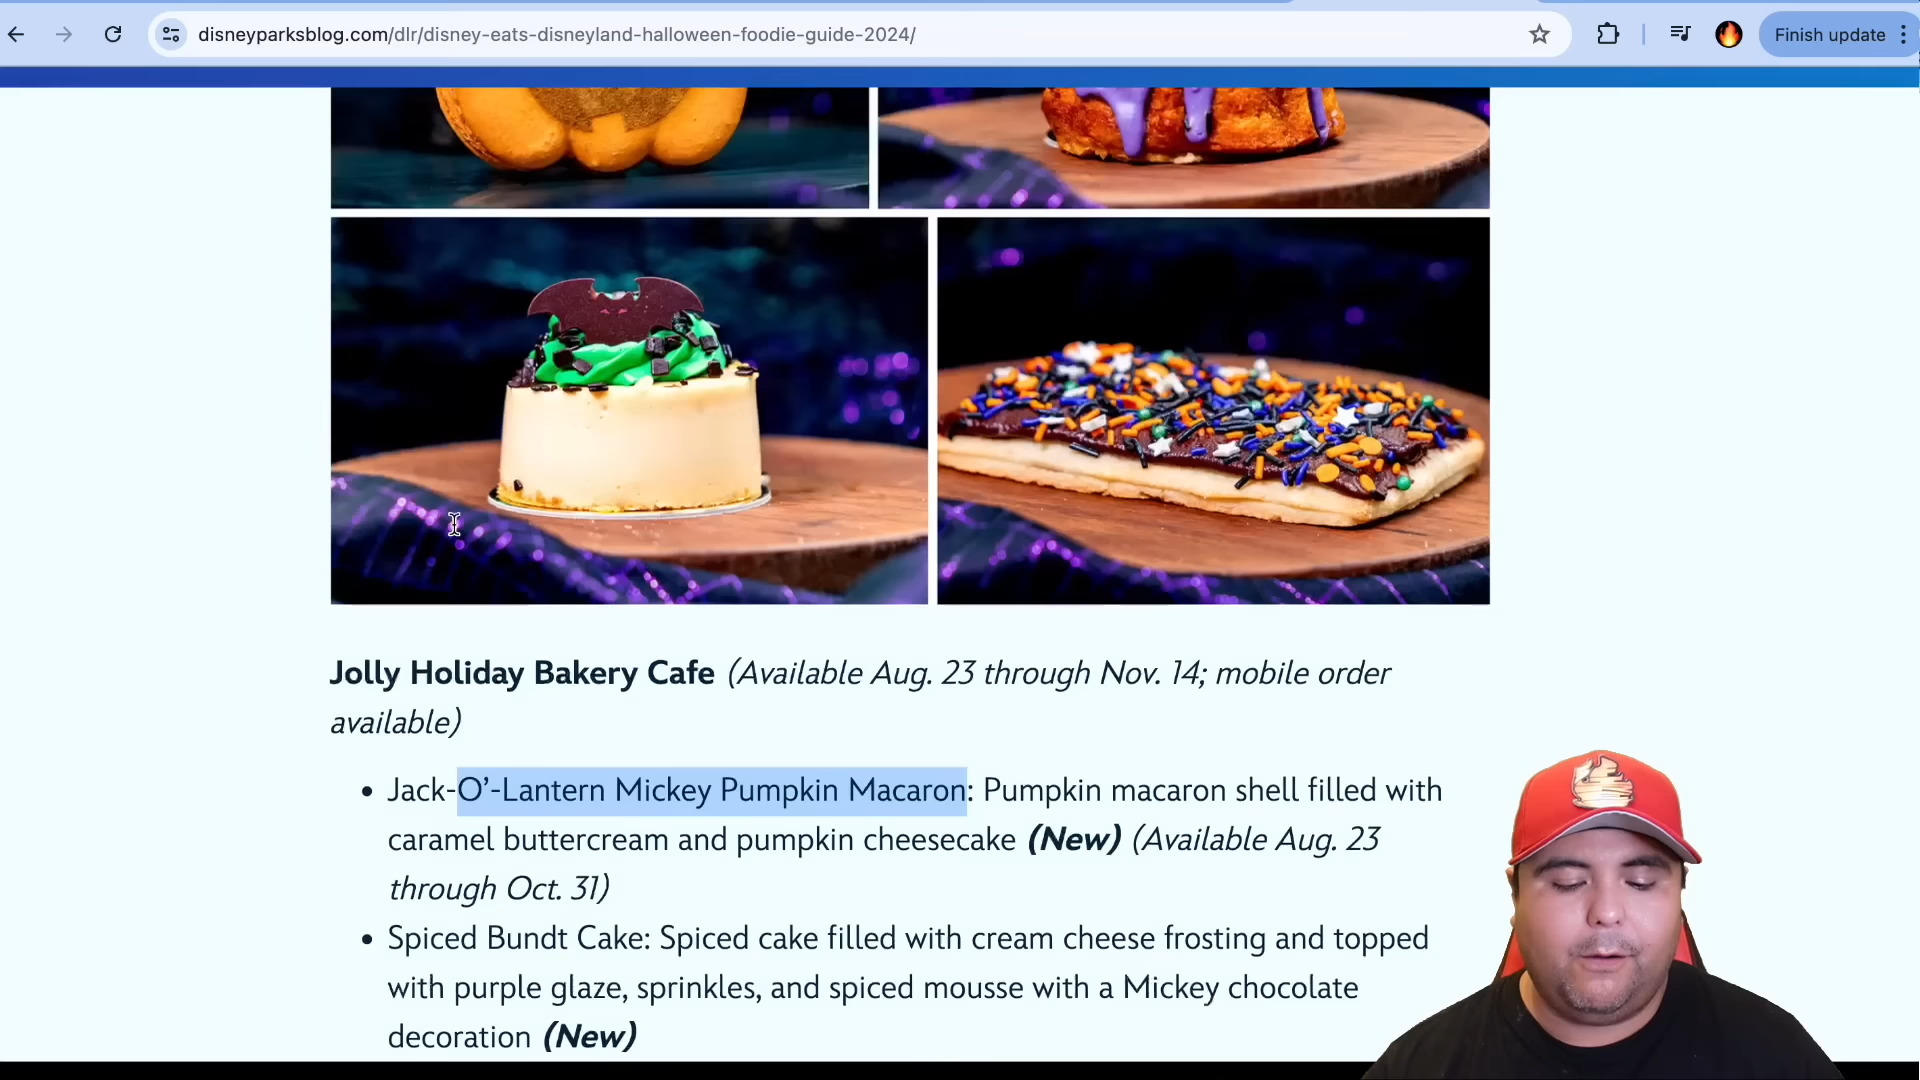 disneyparksblog.com/dlr/disney-eats-disneyland-halloween-foodie-guide-2024/
Finish update
Jolly Holiday Bakery Cafe (Available Aug. 23 through Nov. 14; mobile order
available)
• Jack-O’-Lantern Mickey Pumpkin Macaron: Pumpkin macaron shell filled with
caramel buttercream and pumpkin cheesecake (New) (Available Aug. 23
through Oct. 31)
• Spiced Bundt Cake: Spiced cake filled with cream cheese frosting and topped
with purple glaze, sprinkles, and spiced mousse with a Mickey chocolate
decoration (New)